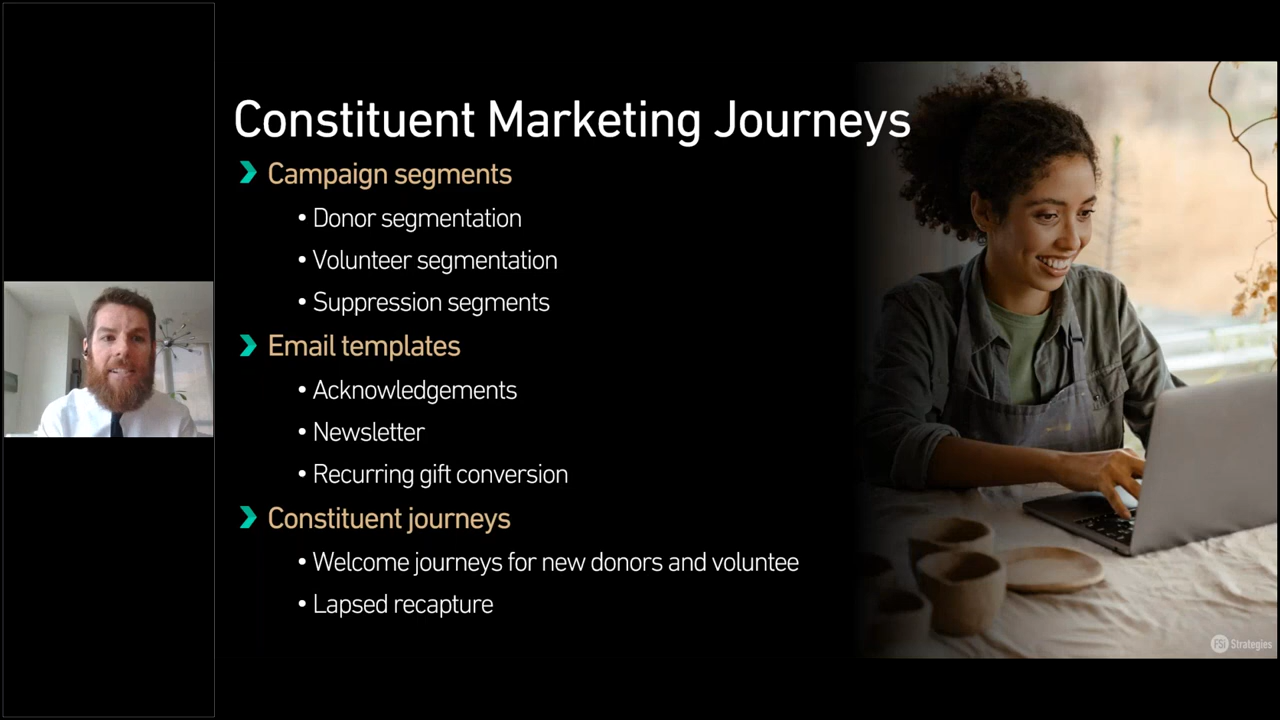 Constituent Marketing Journeys
Campaign segments
• Donor segmentation
• Volunteer segmentation
• Suppression segments
Email templates
• Acknowledgements
• Newsletter
• Recurring gift conversion
Constituent journeys
• Welcome journeys for new donors and voluntee
• Lapsed recapture
FSi Strategies